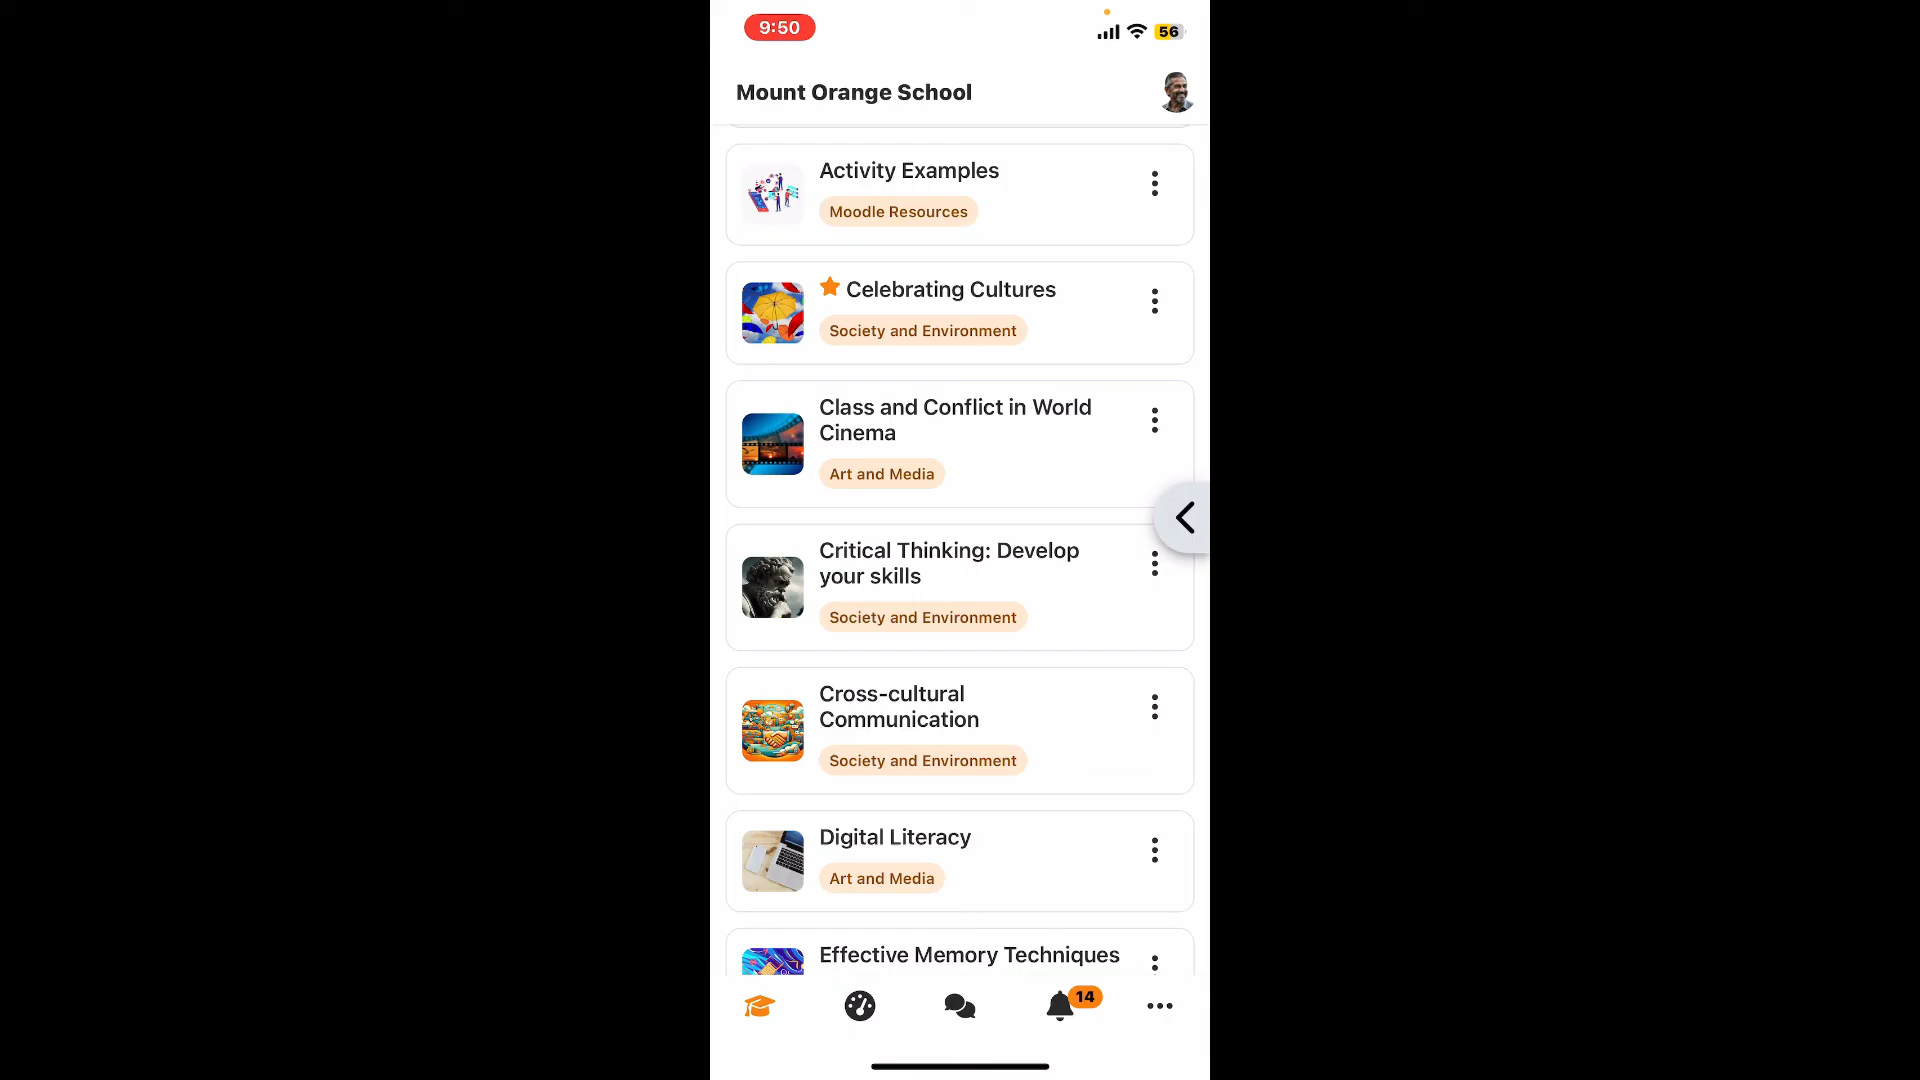 9:50
56
Mount Orange School
Activity Examples
Moodle Resources
Celebrating Cultures
Society and Environment
Class and Conflict in World
Cinema
Art and Media
Critical Thinking: Develop
your skills
Society and Environment
Cross-cultural
Communication
Society and Environment
Digital Literacy
Art and Media
Effective Memory Techniques
14